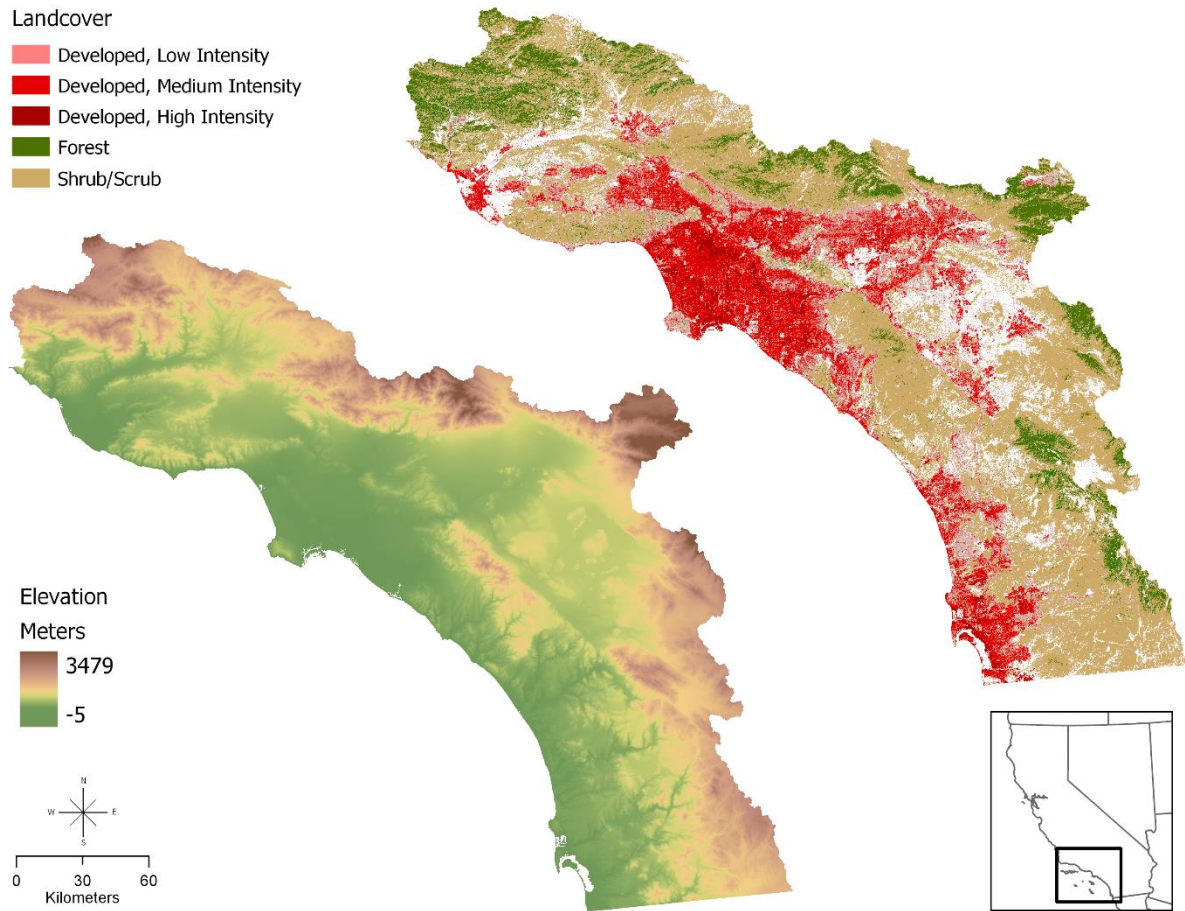 Landcover
Developed, Low Intensity
Developed, Medium Intensity
Developed, High Intensity
Forest
Shrub/Scrub
Elevation
Meters
3479
-5
N
W E
S
0 30 60
Kilometers